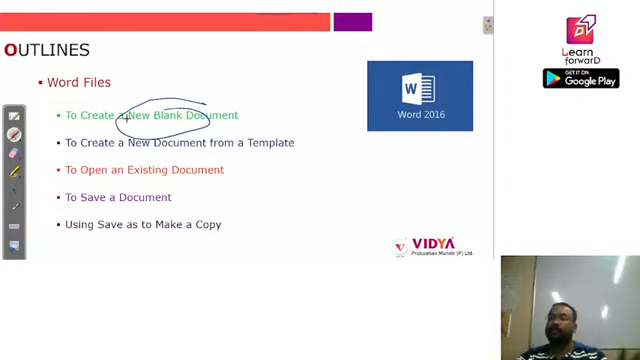 OUTLINES
Word Files
To Create a New Blank Document
To Create a New Document from a Template
To Open an Existing Document
To Save a Document
Using Save as to Make a Copy
W
Word 2016
VIDYA
Prakashan Mandir (P) Ltd.
Learn
forwarD
GET IT ON
Google Play